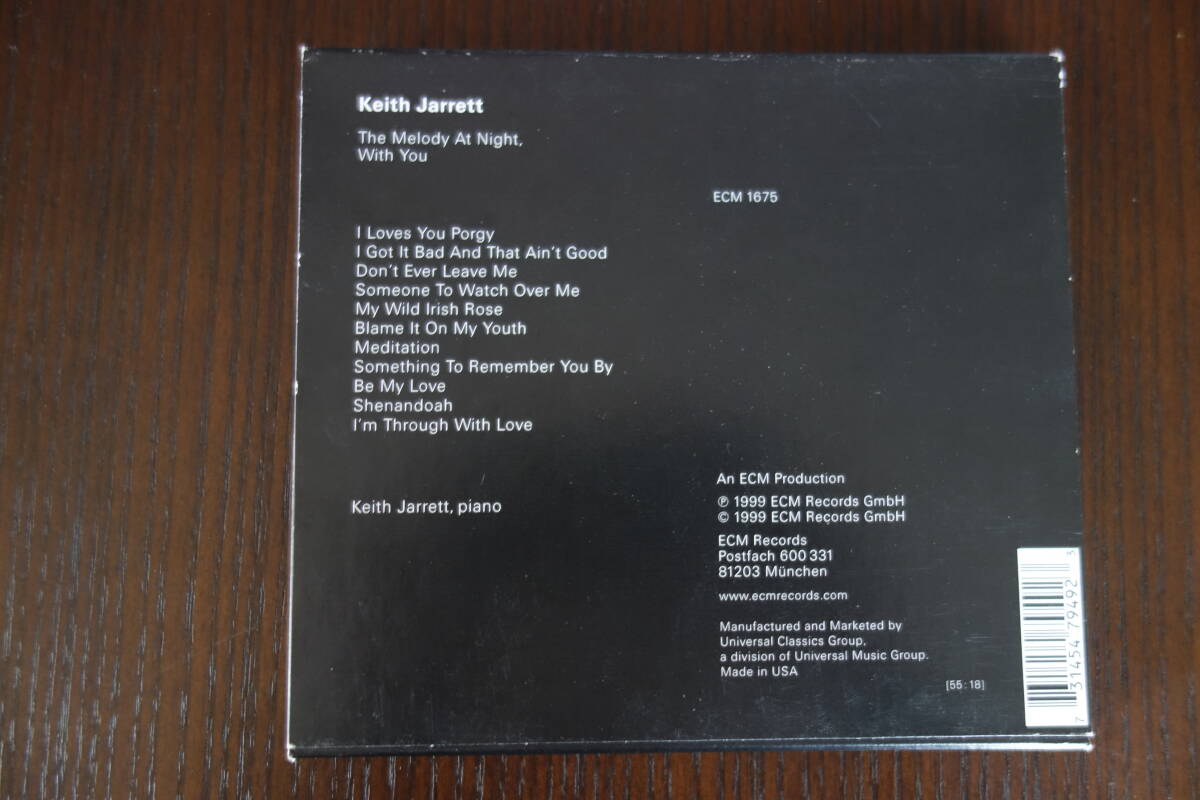 Keith Jarrett
The Melody At Night,
With You
ECM 1675
I Loves You Porgy
I Got It Bad And That Ain't Good
Don't Ever Leave Me
Someone To Watch Over Me
My Wild Irish Rose
Blame It On My Youth
Meditation
Something To Remember You By
Be My Love
Shenandoah
I'm Through With Love
Keith Jarrett, piano
An ECM Production
℗ 1999 ECM Records GmbH
© 1999 ECM Records GmbH
ECM Records
Postfach 600 331
81203 München
www.ecmrecords.com
Manufactured and Marketed by
Universal Classics Group,
a division of Universal Music Group.
Made in USA
[55:18]
7 31454 79492 3